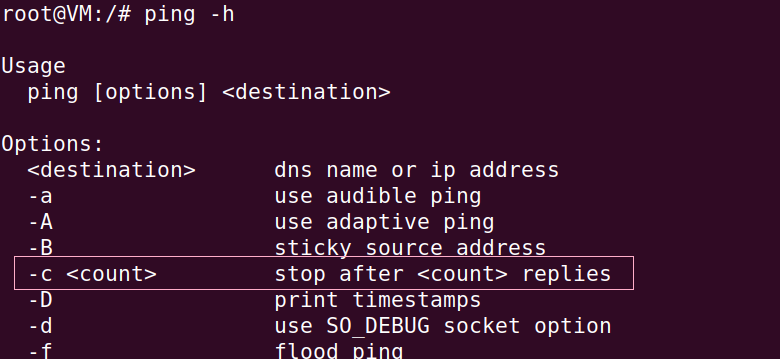 root@VM:/# ping -h
Usage
ping [options] <destination>
Options:
<destination> dns name or ip address
-a use audible ping
-A use adaptive ping
-B sticky source address
-c <count> stop after <count> replies
-D print timestamps
-d use SO_DEBUG socket option
-f flood ping